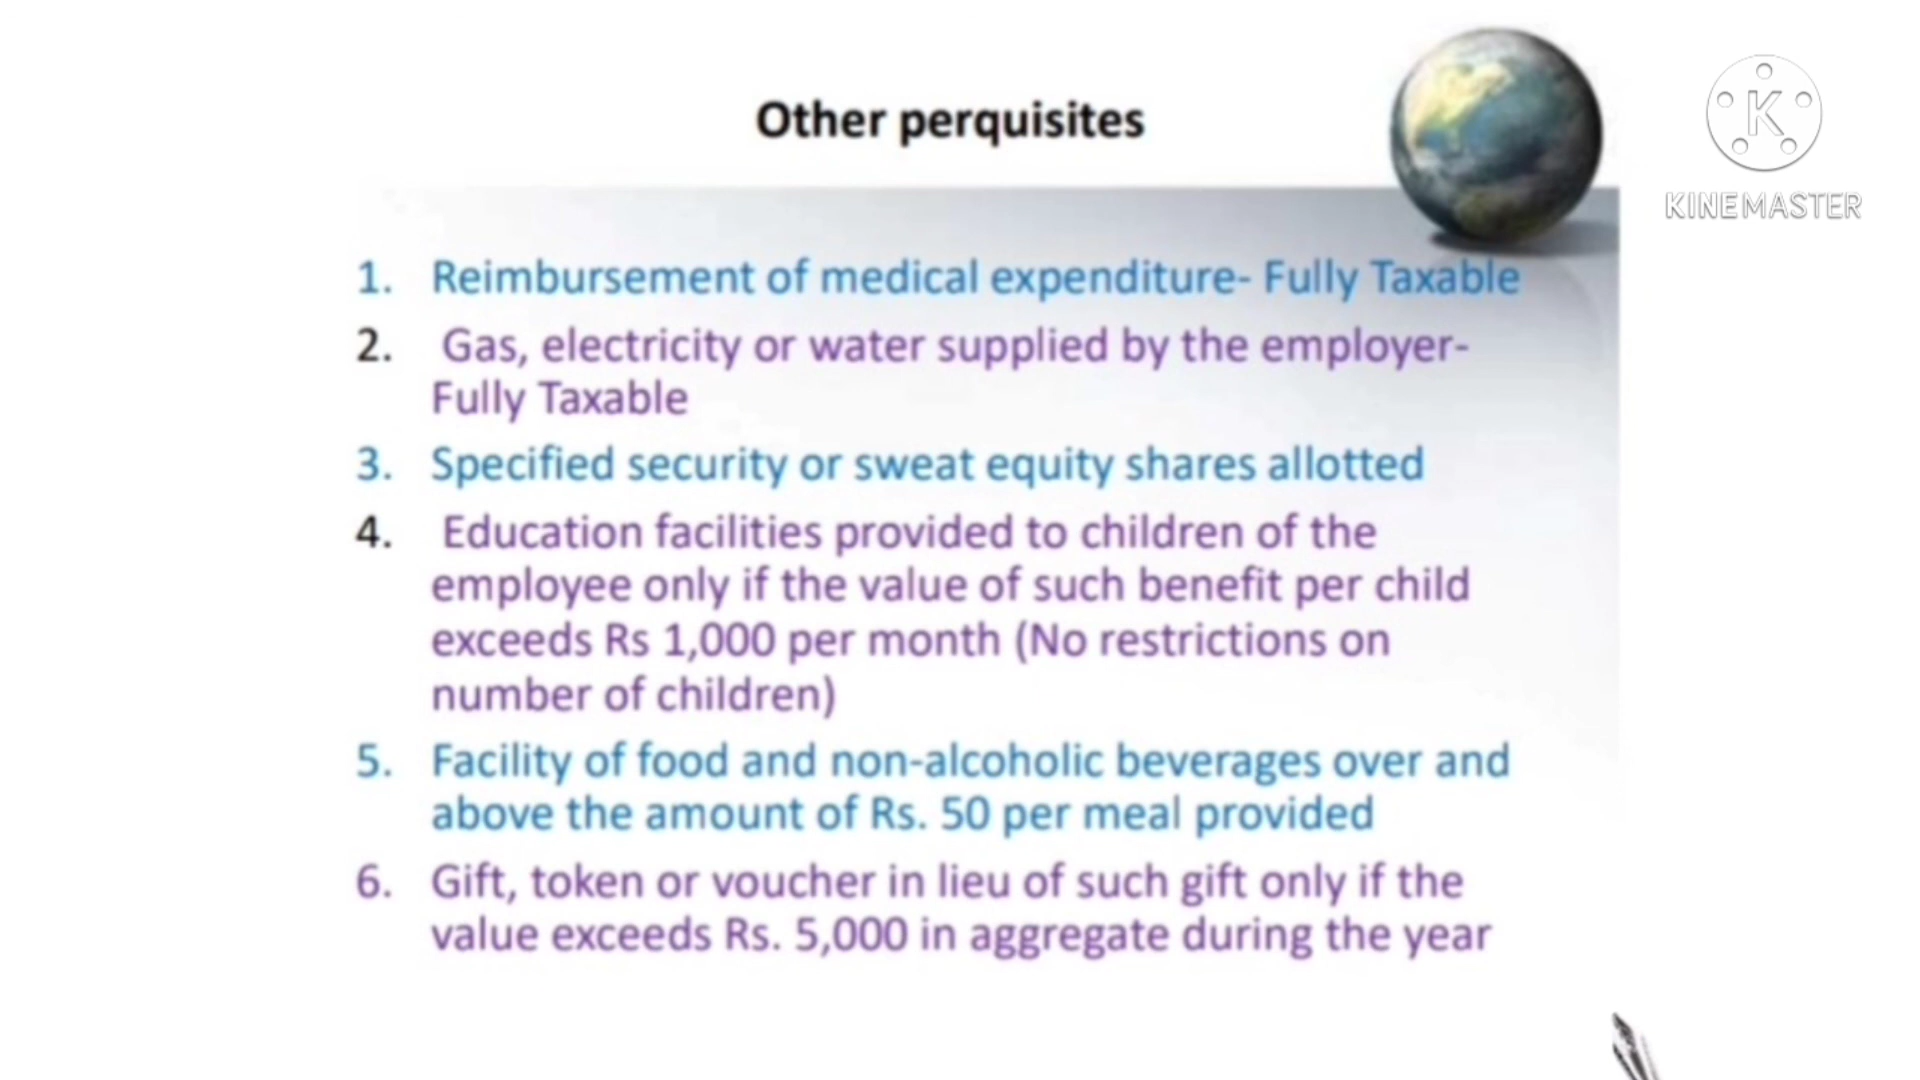 Other perquisites
K
KINEMASTER
1. Reimbursement of medical expenditure- Fully Taxable
2. Gas, electricity or water supplied by the employer-
Fully Taxable
3. Specified security or sweat equity shares allotted
4. Education facilities provided to children of the
employee only if the value of such benefit per child
exceeds Rs 1,000 per month (No restrictions on
number of children)
5. Facility of food and non-alcoholic beverages over and
above the amount of Rs. 50 per meal provided
6. Gift, token or voucher in lieu of such gift only if the
value exceeds Rs. 5,000 in aggregate during the year